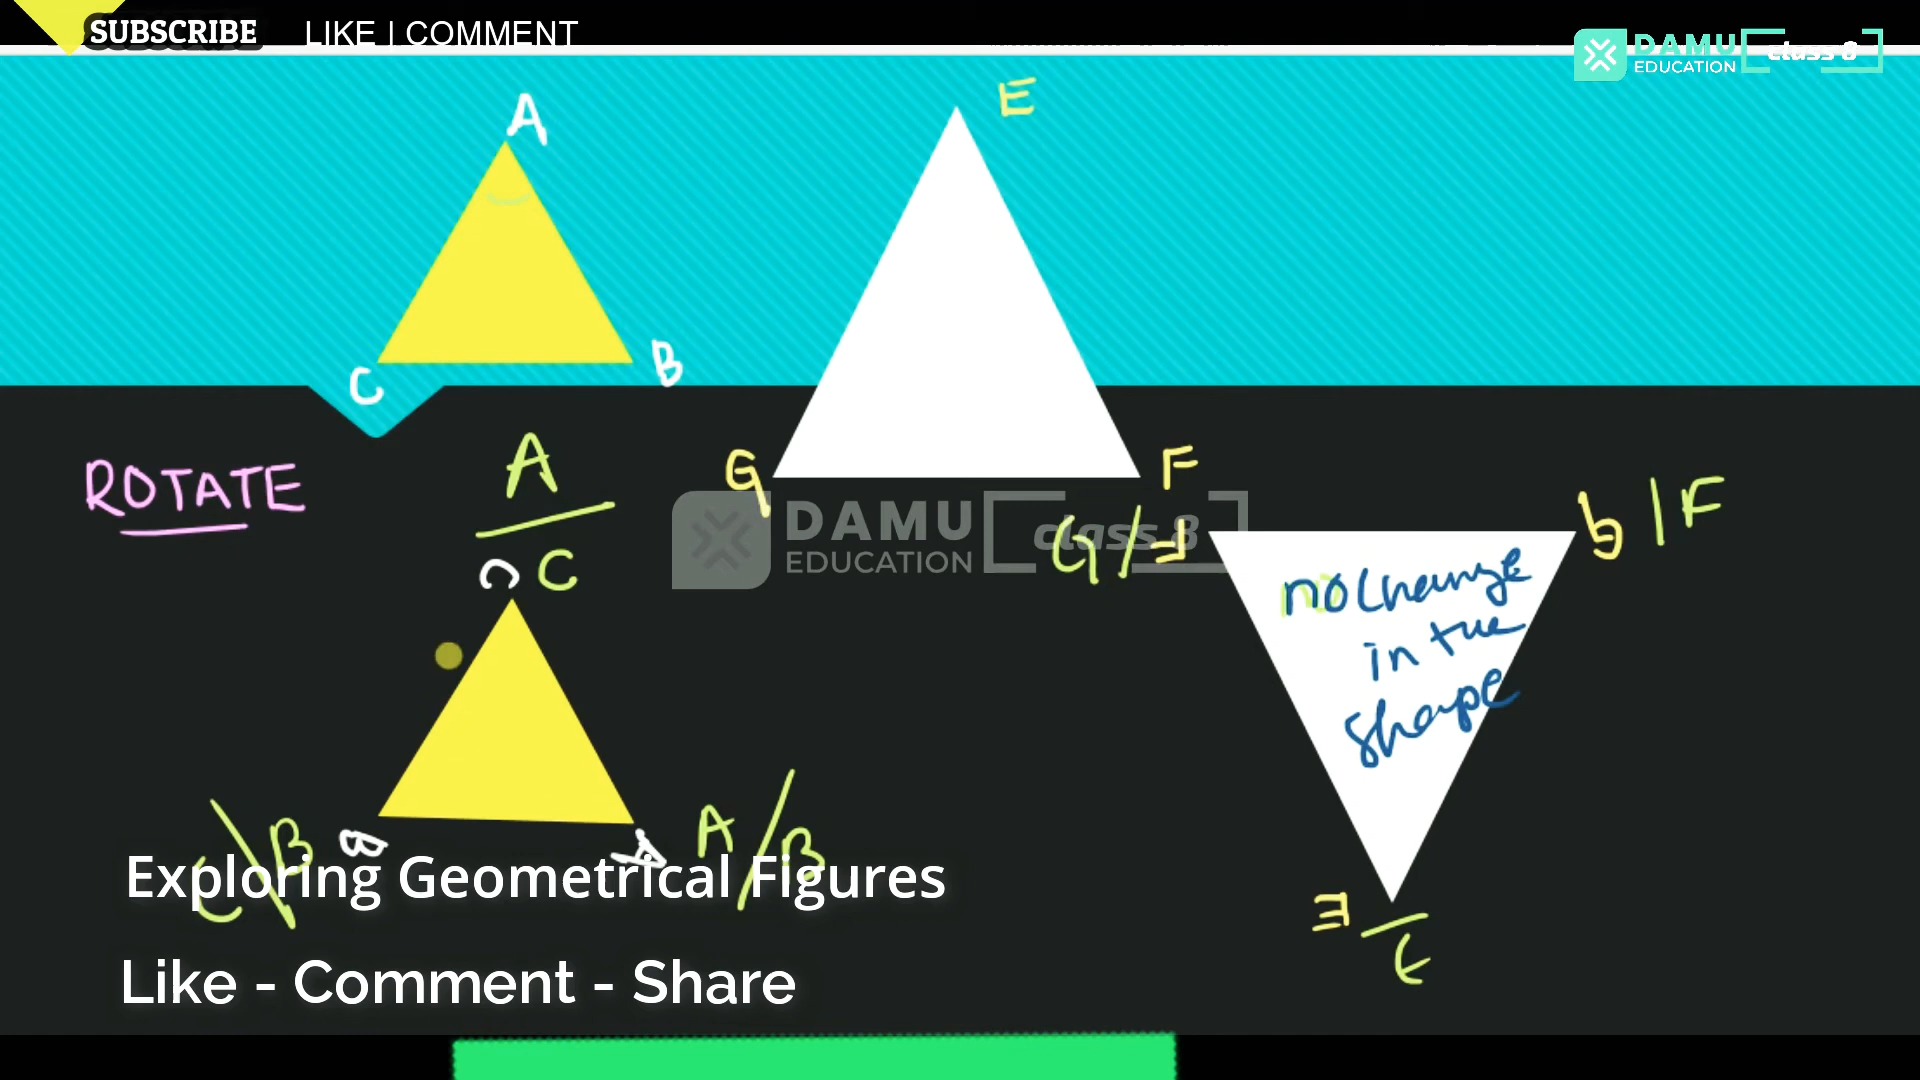 SUBSCRIBE LIKE | COMMENT
DAMU EDUCATION class 8
A
E
C
B
G
F
ROTATE
A
C C
DAMU EDUCATION class 8
G / F
G | F
no change
in the
shape
C \ B B
A A / B
Exploring Geometrical Figures
E
E
Like - Comment - Share